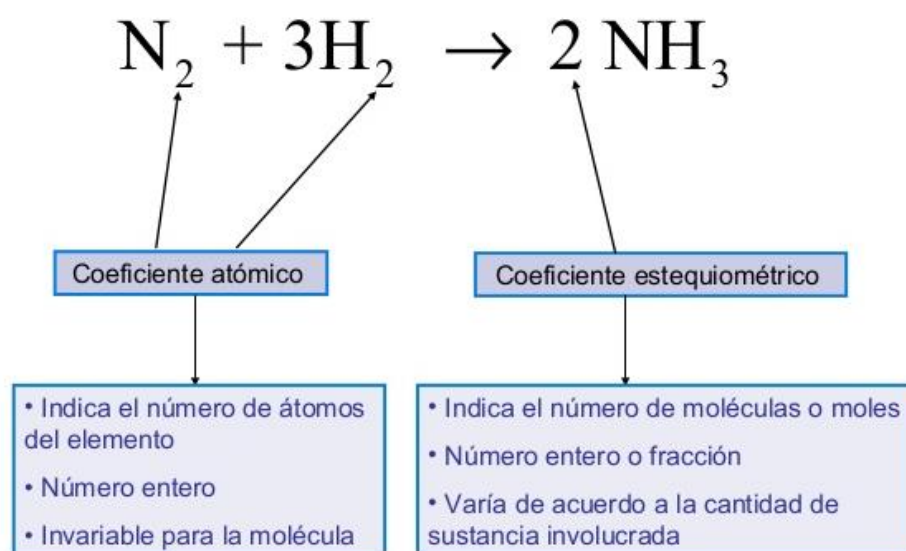 N₂ + 3H₂ → 2 NH₃
Coeficiente atómico
Coeficiente estequiométrico
• Indica el número de átomos
del elemento
• Número entero
• Invariable para la molécula
• Indica el número de moléculas o moles
• Número entero o fracción
• Varía de acuerdo a la cantidad de
sustancia involucrada